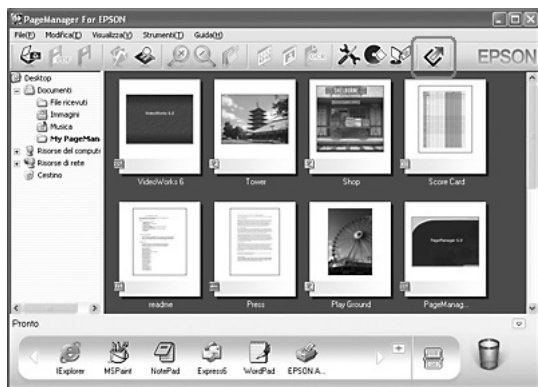 PageManager For EPSON
File(F) Modifica(E) Visualizza(V) Strumenti(T) Guida(H)
EPSON
Desktop
Documenti
File ricevuti
Immagini
Musica
My PageMan
Risorse del computer
Risorse di rete
Cestino
VideoWorks 6
Tower
Shop
Score Card
readme
Press
Play Ground
PageManag...
Pronto
IExplorer MSPaint NotePad Express6 WordPad EPSON A...